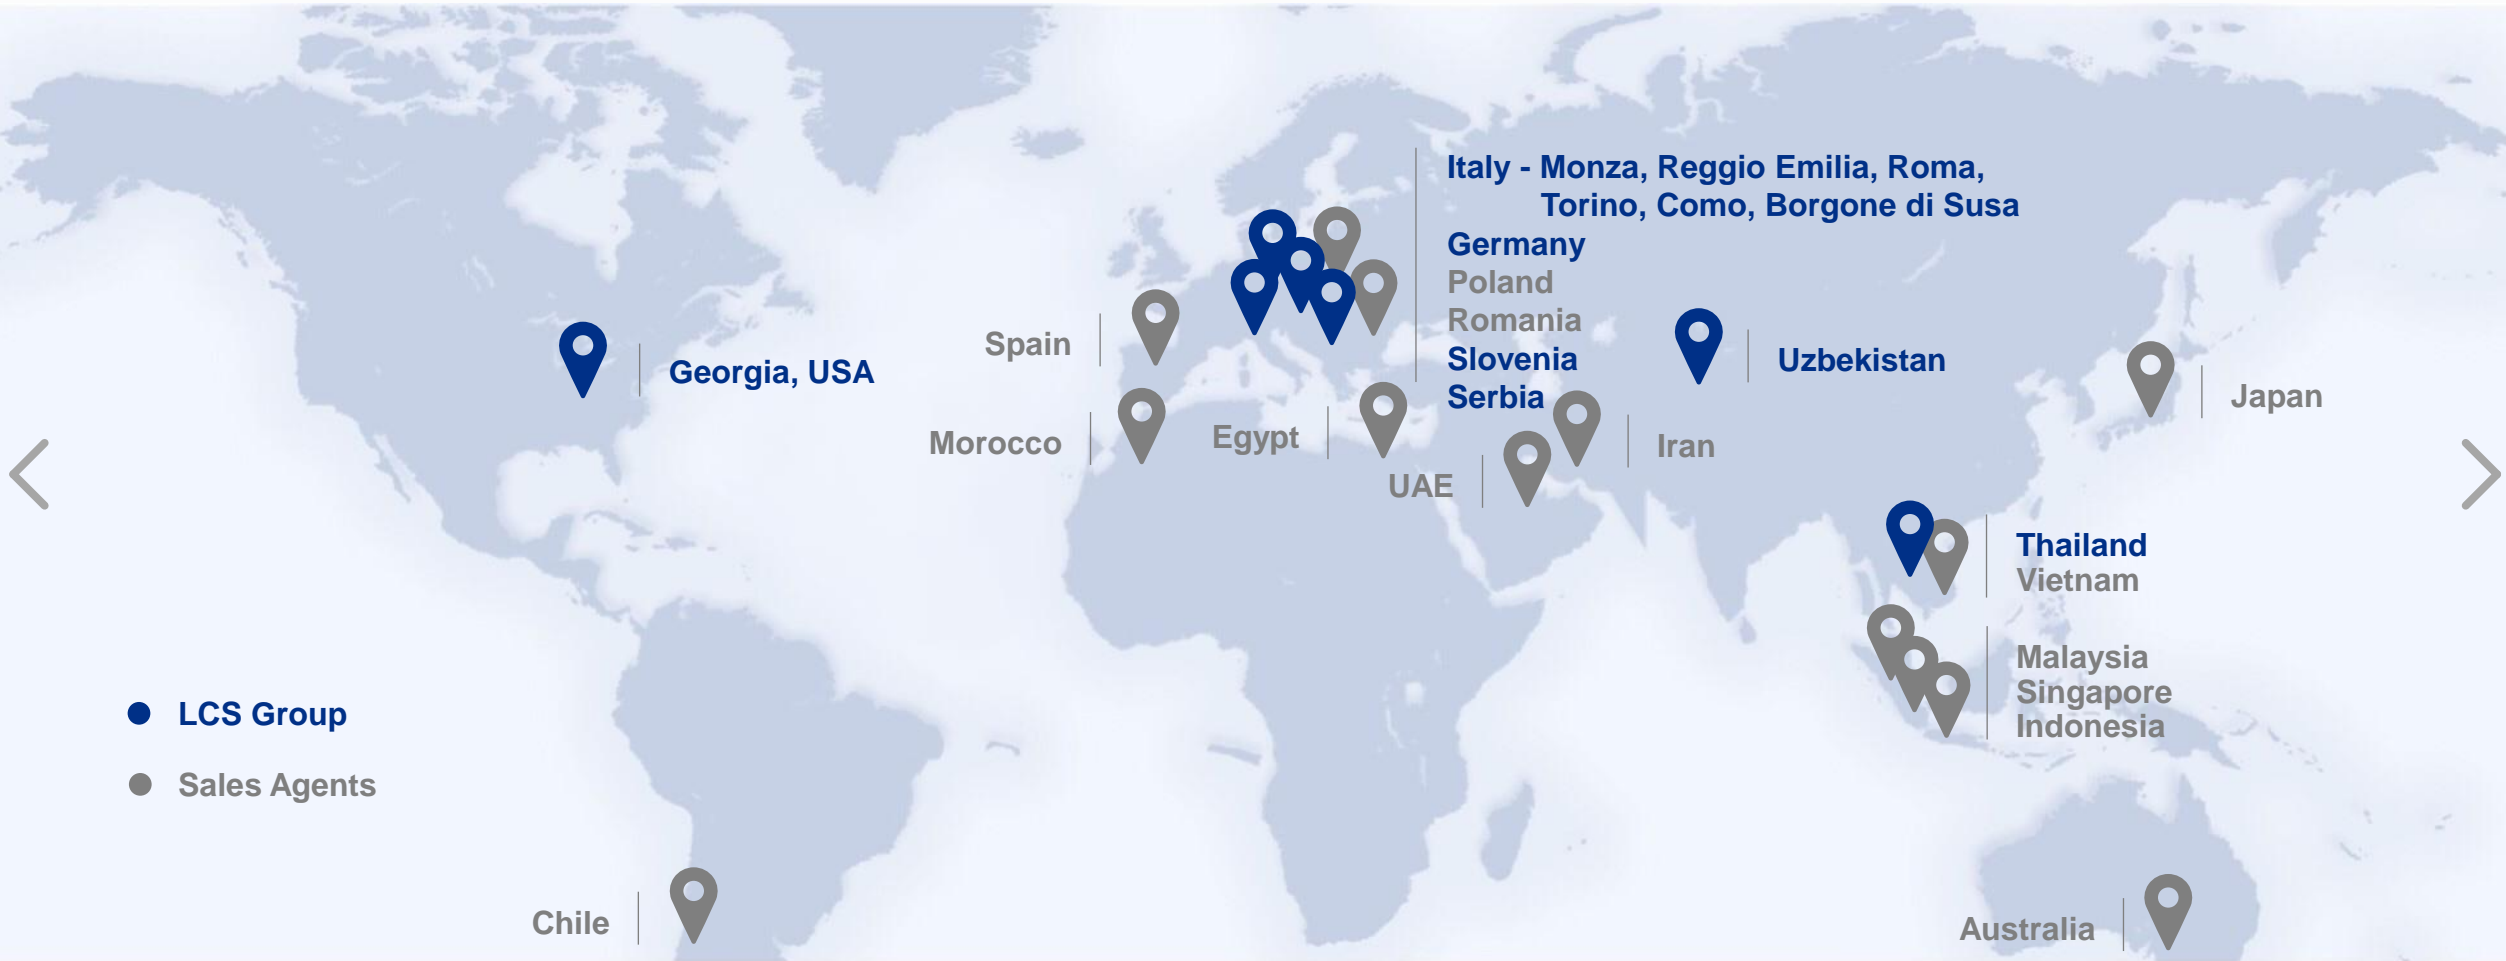 Italy - Monza, Reggio Emilia, Roma,
Torino, Como, Borgone di Susa
Germany
Poland
Romania
Slovenia
Serbia
Spain
Georgia, USA
Uzbekistan
Japan
Morocco
Egypt
Iran
UAE
Thailand
Vietnam
Malaysia
Singapore
Indonesia
LCS Group
Sales Agents
Chile
Australia